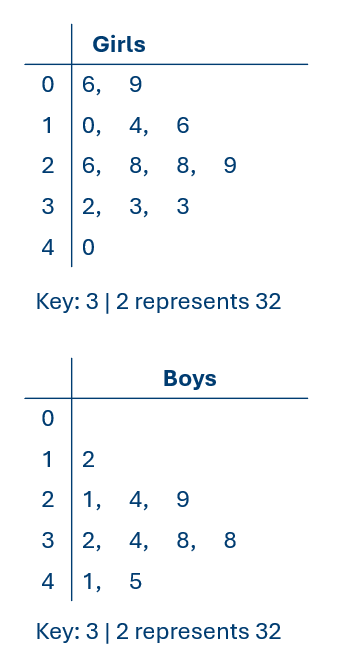 Girls
0 6, 9
1 0, 4, 6
2 6, 8, 8, 9
3 2, 3, 3
4 0
Key: 3 | 2 represents 32
Boys
0
1 2
2 1, 4, 9
3 2, 4, 8, 8
4 1, 5
Key: 3 | 2 represents 32